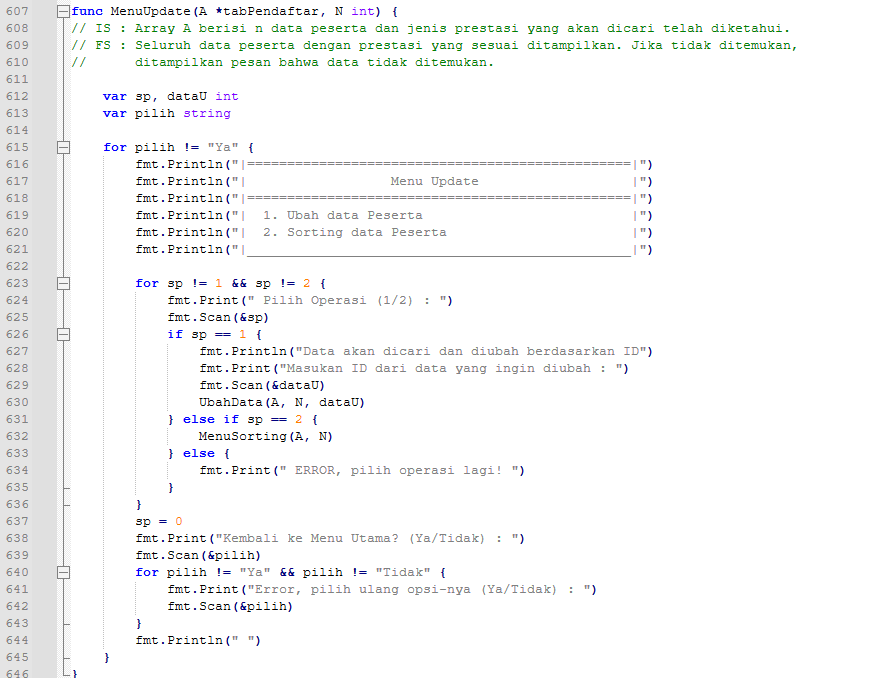 607 func MenuUpdate(A *tabPendaftar, N int) {
608 // IS : Array A berisi n data peserta dan jenis prestasi yang akan dicari telah diketahui.
609 // FS : Seluruh data peserta dengan prestasi yang sesuai ditampilkan. Jika tidak ditemukan,
610 //      ditampilkan pesan bahwa data tidak ditemukan.
611
612     var sp, dataU int
613     var pilih string
614
615     for pilih != "Ya" {
616         fmt.Println("|================================================|")
617         fmt.Println("|                  Menu Update                   |")
618         fmt.Println("|================================================|")
619         fmt.Println("|  1. Ubah data Peserta                          |")
620         fmt.Println("|  2. Sorting data Peserta                       |")
621         fmt.Println("|________________________________________________|")
622
623         for sp != 1 && sp != 2 {
624             fmt.Print(" Pilih Operasi (1/2) : ")
625             fmt.Scan(&sp)
626             if sp == 1 {
627                 fmt.Println("Data akan dicari dan diubah berdasarkan ID")
628                 fmt.Print("Masukan ID dari data yang ingin diubah : ")
629                 fmt.Scan(&dataU)
630                 UbahData(A, N, dataU)
631             } else if sp == 2 {
632                 MenuSorting(A, N)
633             } else {
634                 fmt.Print(" ERROR, pilih operasi lagi! ")
635             }
636         }
637         sp = 0
638         fmt.Print("Kembali ke Menu Utama? (Ya/Tidak) : ")
639         fmt.Scan(&pilih)
640         for pilih != "Ya" && pilih != "Tidak" {
641             fmt.Print("Error, pilih ulang opsi-nya (Ya/Tidak) : ")
642             fmt.Scan(&pilih)
643         }
644         fmt.Println(" ")
645     }
646 }